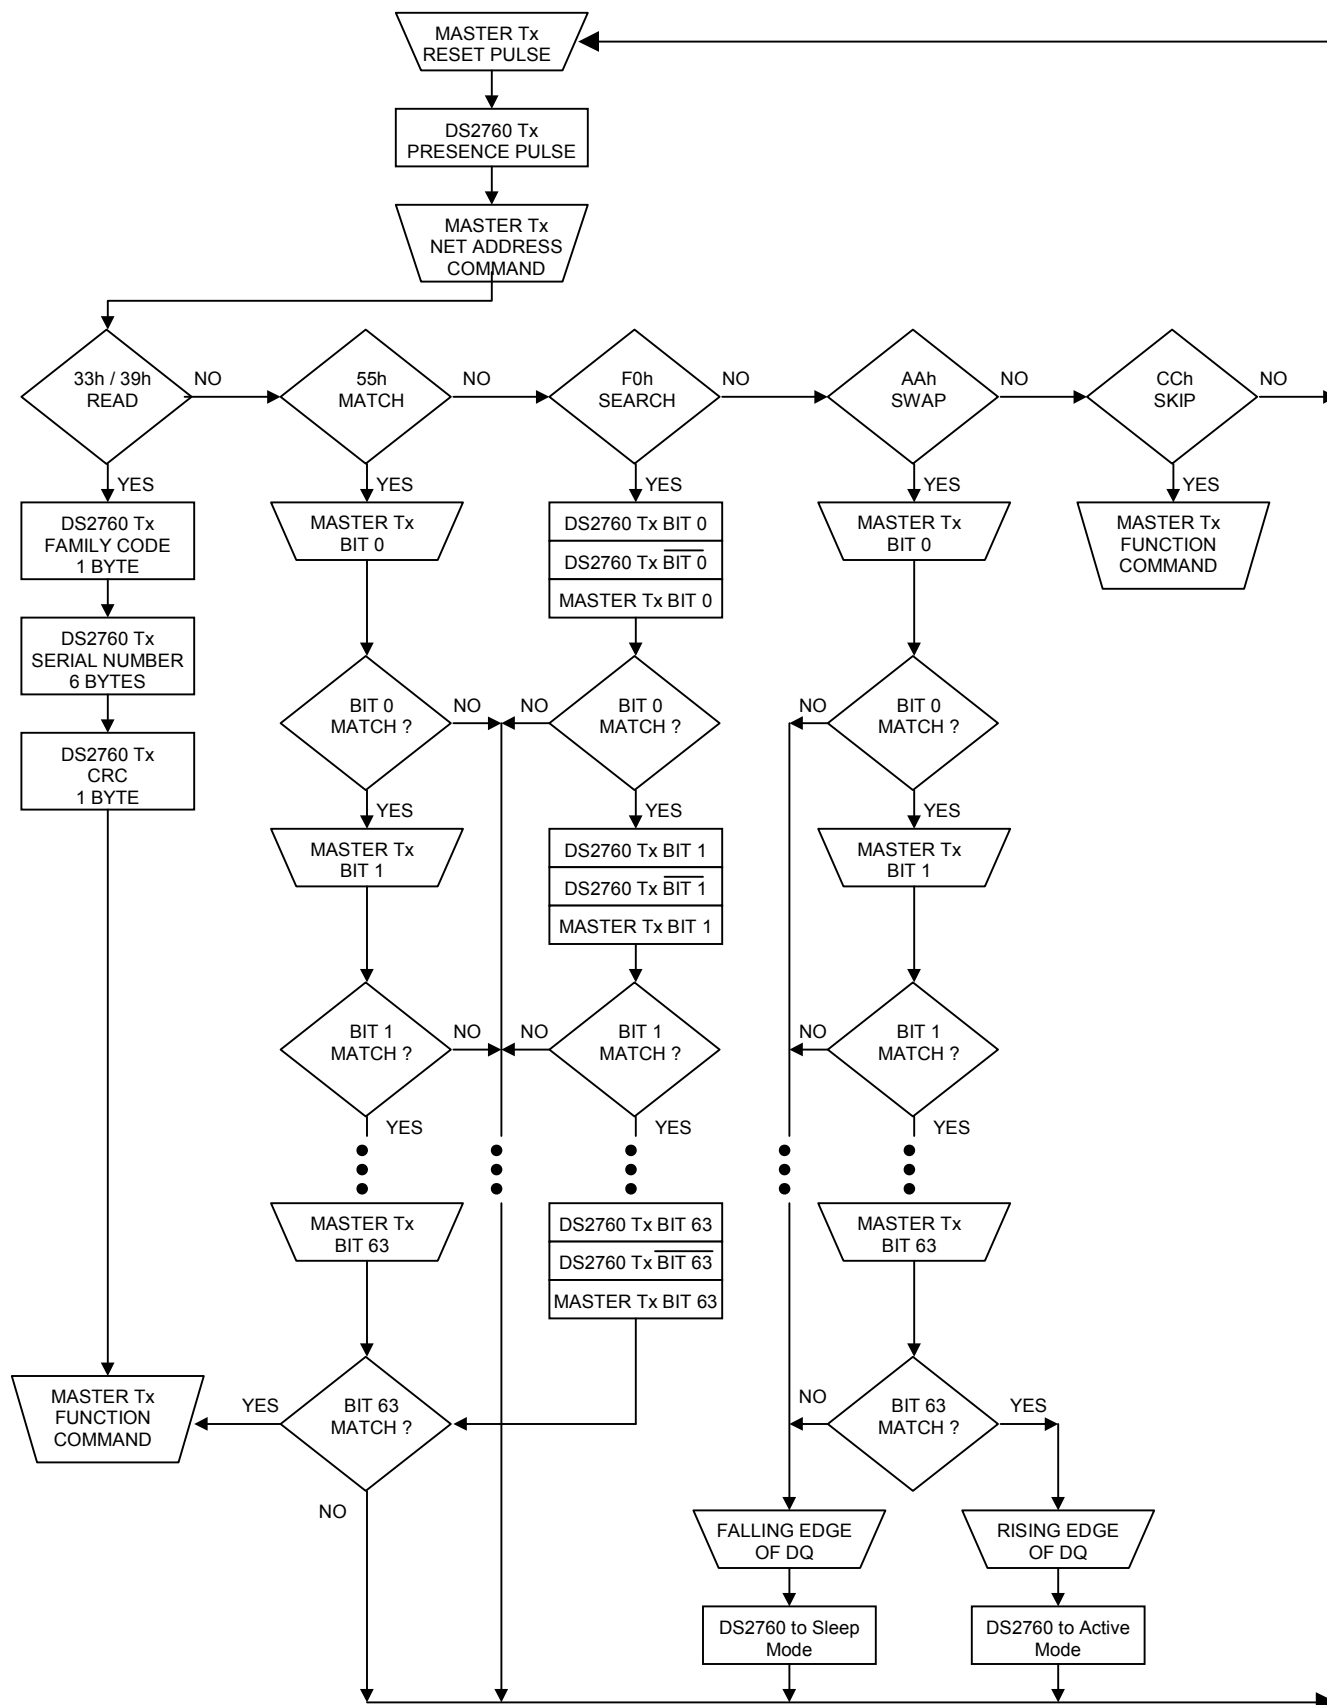 MASTER Tx
RESET PULSE
DS2760 Tx
PRESENCE PULSE
MASTER Tx
NET ADDRESS
COMMAND
33h / 39h
READ
NO
55h
MATCH
NO
F0h
SEARCH
NO
AAh
SWAP
NO
CCh
SKIP
NO
YES
YES
YES
YES
YES
DS2760 Tx
FAMILY CODE
1 BYTE
MASTER Tx
BIT 0
DS2760 Tx BIT 0
DS2760 Tx BIT 0
MASTER Tx BIT 0
MASTER Tx
BIT 0
MASTER Tx
FUNCTION
COMMAND
DS2760 Tx
SERIAL NUMBER
6 BYTES
DS2760 Tx
CRC
1 BYTE
BIT 0
MATCH ?
NO
NO
BIT 0
MATCH ?
NO
BIT 0
MATCH ?
YES
YES
YES
MASTER Tx
BIT 1
DS2760 Tx BIT 1
DS2760 Tx BIT 1
MASTER Tx BIT 1
MASTER Tx
BIT 1
BIT 1
MATCH ?
NO
NO
BIT 1
MATCH ?
NO
BIT 1
MATCH ?
YES
YES
YES
MASTER Tx
BIT 63
DS2760 Tx BIT 63
DS2760 Tx BIT 63
MASTER Tx BIT 63
MASTER Tx
BIT 63
MASTER Tx
FUNCTION
COMMAND
YES
BIT 63
MATCH ?
NO
NO
BIT 63
MATCH ?
YES
FALLING EDGE
OF DQ
RISING EDGE
OF DQ
DS2760 to Sleep
Mode
DS2760 to Active
Mode